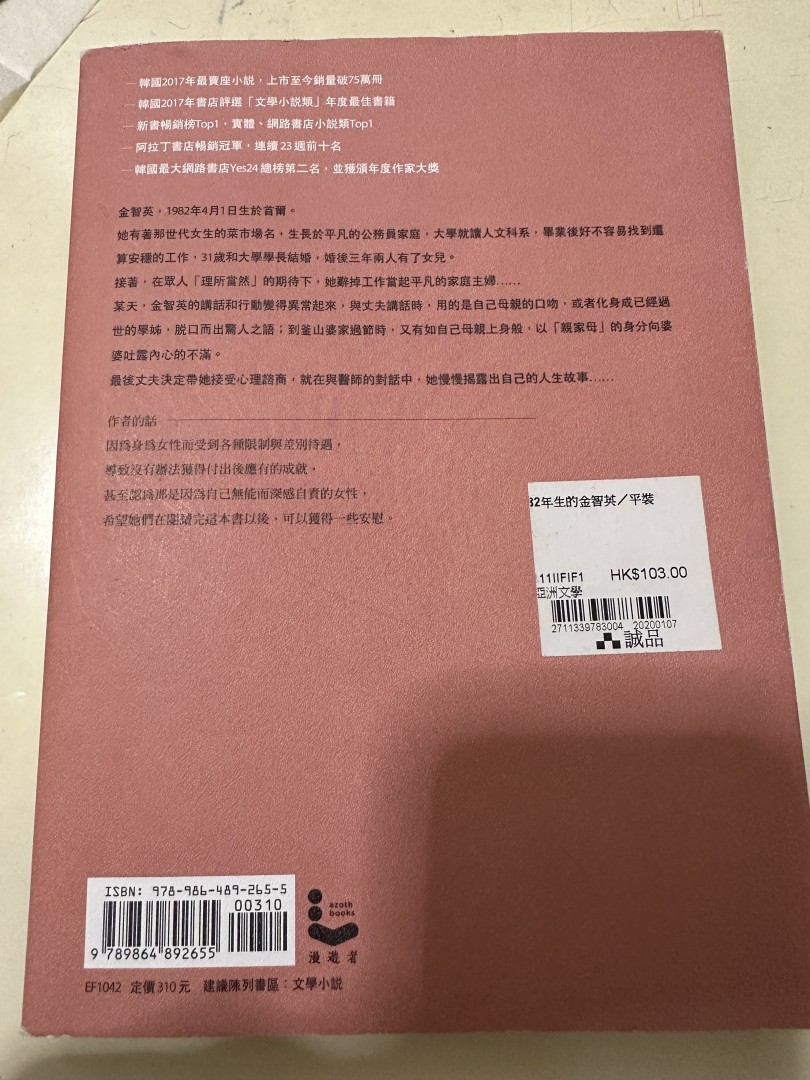 —韓國2017年最賣座小說，上市至今銷量破75萬冊
—韓國2017年書店評選「文學小說類」年度最佳書籍
—新書暢銷榜Top1，實體、網路書店小說類Top1
—阿拉丁書店暢銷冠軍，連續23週前十名
—韓國最大網路書店Yes24總榜第二名，並獲頒年度作家大獎
金智英，1982年4月1日生於首爾。
她有著那世代女生的菜市場名，生長於平凡的公務員家庭，大學就讀人文科系，畢業後好不容易找到還
算安穩的工作，31歲和大學學長結婚，婚後三年兩人有了女兒。
接著，在眾人「理所當然」的期待下，她辭掉工作當起平凡的家庭主婦……
某天，金智英的講話和行動變得異常起來，與丈夫講話時，用的是自己母親的口吻，或者化身成已經過
世的學姊，脱口而出驚人之語；到釜山婆家過節時，又有如自己母親上身般，以「親家母」的身分向婆
婆吐露內心的不滿。
最後丈夫決定帶她接受心理諮商，就在與醫師的對話中，她慢慢揭露出自己的人生故事……
作者的話
因為身為女性而受到各種限制與差別待遇，
導致沒有辦法獲得付出後應有的成就，
甚至認為那是因為自己無能而深感自責的女性，
希望她們在閱讀完這本書以後，可以獲得一些安慰。
82年生的金智英／平裝
11IIFIF1 HK$103.00
亞洲文學
2711339783004 20200107
誠品
ISBN: 978-986-489-265-5
00310
9 789864 892655
azoth
books
漫遊者
EF1042 定價310元 建議陳列書區：文學小說